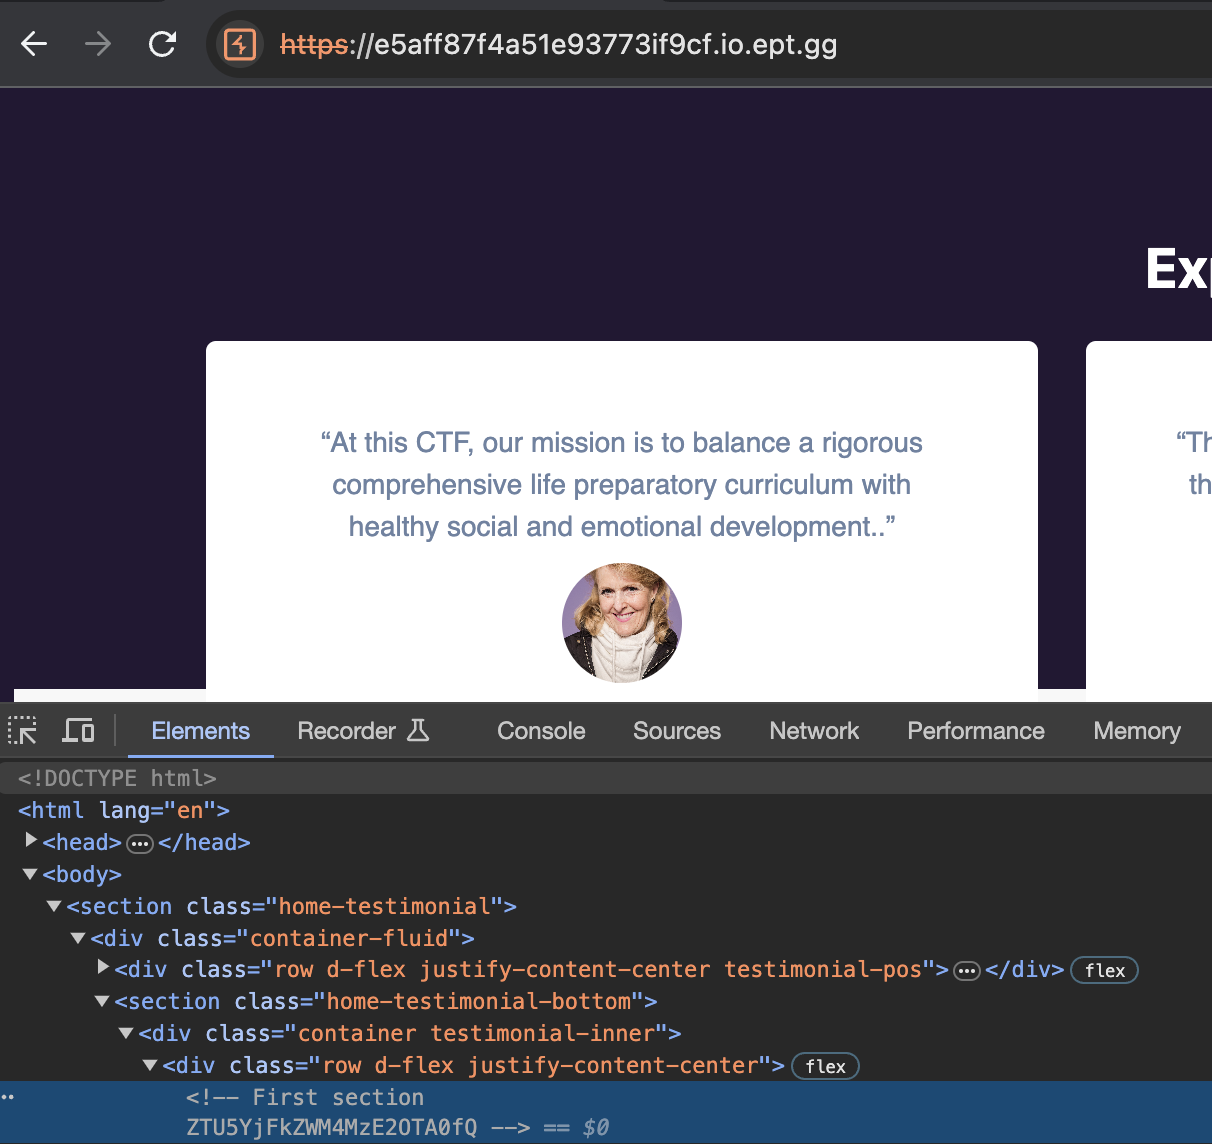 https://e5aff87f4a51e93773if9cf.io.ept.gg
Exp
“At this CTF, our mission is to balance a rigorous
comprehensive life preparatory curriculum with
healthy social and emotional development..”
“Th
th
Elements Recorder Console Sources Network Performance Memory
<!DOCTYPE html>
<html lang="en">
<head> ••• </head>
<body>
<section class="home-testimonial">
<div class="container-fluid">
<div class="row d-flex justify-content-center testimonial-pos"> ••• </div> flex
<section class="home-testimonial-bottom">
<div class="container testimonial-inner">
<div class="row d-flex justify-content-center"> flex
<!-- First section
ZTU5YjFkZWM4MzE2OTA0fQ --> == $0